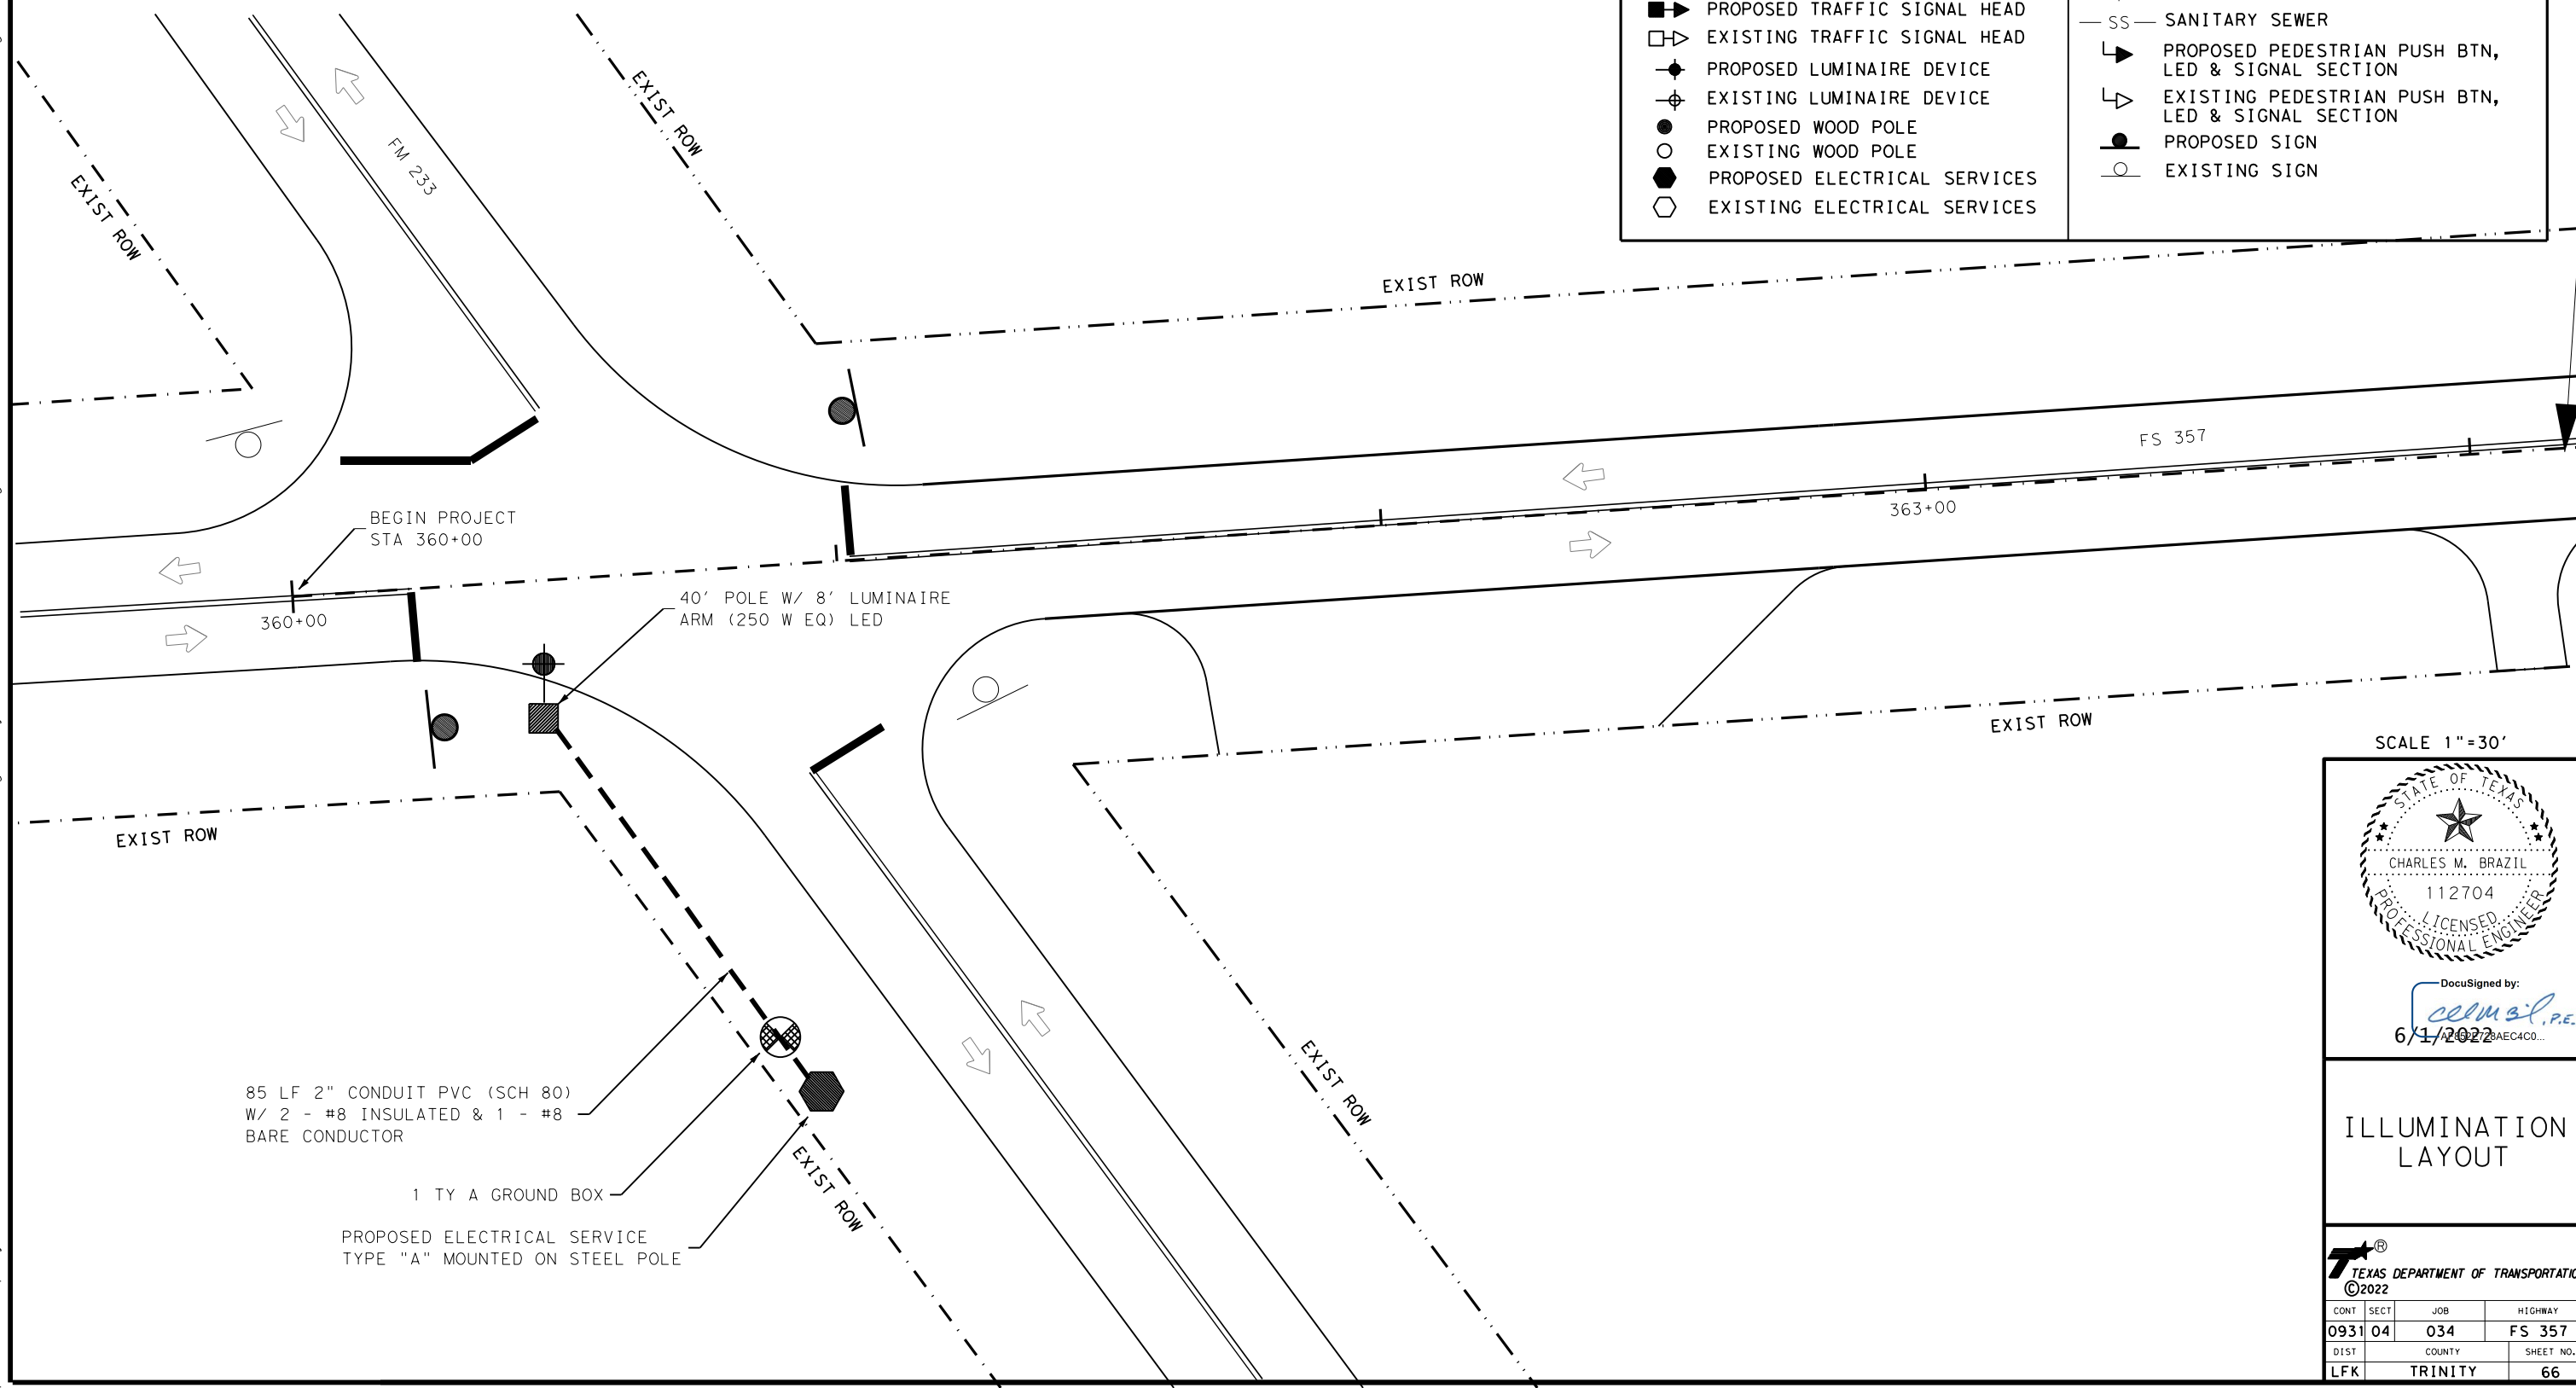 PROPOSED TRAFFIC SIGNAL HEAD
EXISTING TRAFFIC SIGNAL HEAD
PROPOSED LUMINAIRE DEVICE
EXISTING LUMINAIRE DEVICE
PROPOSED WOOD POLE
EXISTING WOOD POLE
PROPOSED ELECTRICAL SERVICES
EXISTING ELECTRICAL SERVICES
SS SANITARY SEWER
PROPOSED PEDESTRIAN PUSH BTN,
LED & SIGNAL SECTION
EXISTING PEDESTRIAN PUSH BTN,
LED & SIGNAL SECTION
PROPOSED SIGN
EXISTING SIGN
EXIST ROW
FM 233
EXIST ROW
EXIST ROW
FS 357
363+00
BEGIN PROJECT
STA 360+00
360+00
40' POLE W/ 8' LUMINAIRE
ARM (250 W EQ) LED
EXIST ROW
EXIST ROW
EXIST ROW
85 LF 2" CONDUIT PVC (SCH 80)
W/ 2 - #8 INSULATED & 1 - #8
BARE CONDUCTOR
1 TY A GROUND BOX
PROPOSED ELECTRICAL SERVICE
TYPE "A" MOUNTED ON STEEL POLE
EXIST ROW
SCALE 1"=30'
STATE OF TEXAS
CHARLES M. BRAZIL
112704
LICENSED
PROFESSIONAL ENGINEER
DocuSigned by:
, P.E.
6/1/2022
ILLUMINATION
LAYOUT
®
TEXAS DEPARTMENT OF TRANSPORTATIO
©2022
CONT SECT JOB HIGHWAY
0931 04 034 FS 357
DIST COUNTY SHEET NO.
LFK TRINITY 66